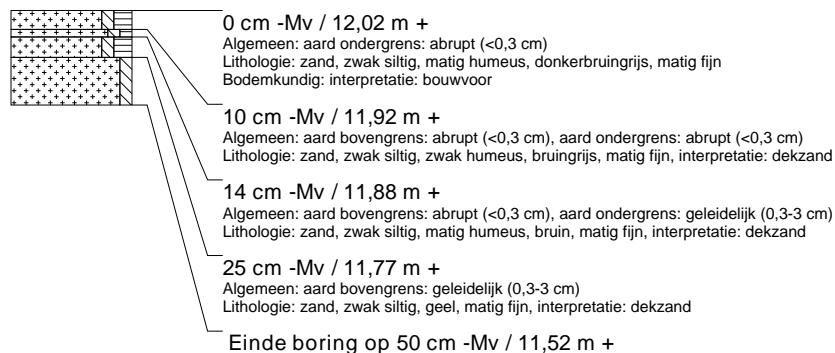 0 cm -Mv / 12,02 m +
Algemeen: aard ondergrens: abrupt (<0,3 cm)
Lithologie: zand, zwak siltig, matig humeus, donkerbruingrijs, matig fijn
Bodemkundig: interpretatie: bouwvoor
10 cm -Mv / 11,92 m +
Algemeen: aard bovengrens: abrupt (<0,3 cm), aard ondergrens: abrupt (<0,3 cm)
Lithologie: zand, zwak siltig, zwak humeus, bruingrijs, matig fijn, interpretatie: dekzand
14 cm -Mv / 11,88 m +
Algemeen: aard bovengrens: abrupt (<0,3 cm), aard ondergrens: geleidelijk (0,3-3 cm)
Lithologie: zand, zwak siltig, matig humeus, bruin, matig fijn, interpretatie: dekzand
25 cm -Mv / 11,77 m +
Algemeen: aard bovengrens: geleidelijk (0,3-3 cm)
Lithologie: zand, zwak siltig, geel, matig fijn, interpretatie: dekzand
Einde boring op 50 cm -Mv / 11,52 m +